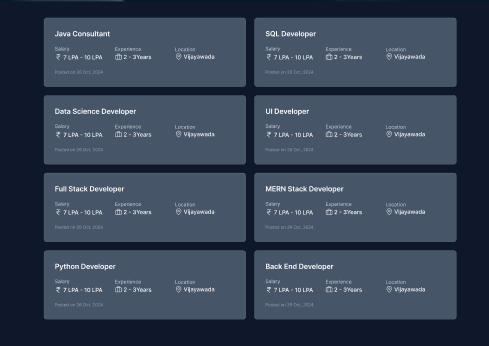 Java Consultant
Salary Experience Location
₹ 7 LPA - 10 LPA 2 - 3Years Vijayawada
Posted on 26 Oct, 2024
SQL Developer
Salary Experience Location
₹ 7 LPA - 10 LPA 2 - 3Years Vijayawada
Posted on 26 Oct, 2024
Data Science Developer
Salary Experience Location
₹ 7 LPA - 10 LPA 2 - 3Years Vijayawada
Posted on 29 Oct, 2024
UI Developer
Salary Experience Location
₹ 7 LPA - 10 LPA 2 - 3Years Vijayawada
Posted on 29 Oct, 2024
Full Stack Developer
Salary Experience Location
₹ 7 LPA - 10 LPA 2 - 3Years Vijayawada
Posted on 29 Oct, 2024
MERN Stack Developer
Salary Experience Location
₹ 7 LPA - 10 LPA 2 - 3Years Vijayawada
Posted on 29 Oct, 2024
Python Developer
Salary Experience Location
₹ 7 LPA - 10 LPA 2 - 3Years Vijayawada
Posted on 29 Oct, 2024
Back End Developer
Salary Experience Location
₹ 7 LPA - 10 LPA 2 - 3Years Vijayawada
Posted on 29 Oct, 2024